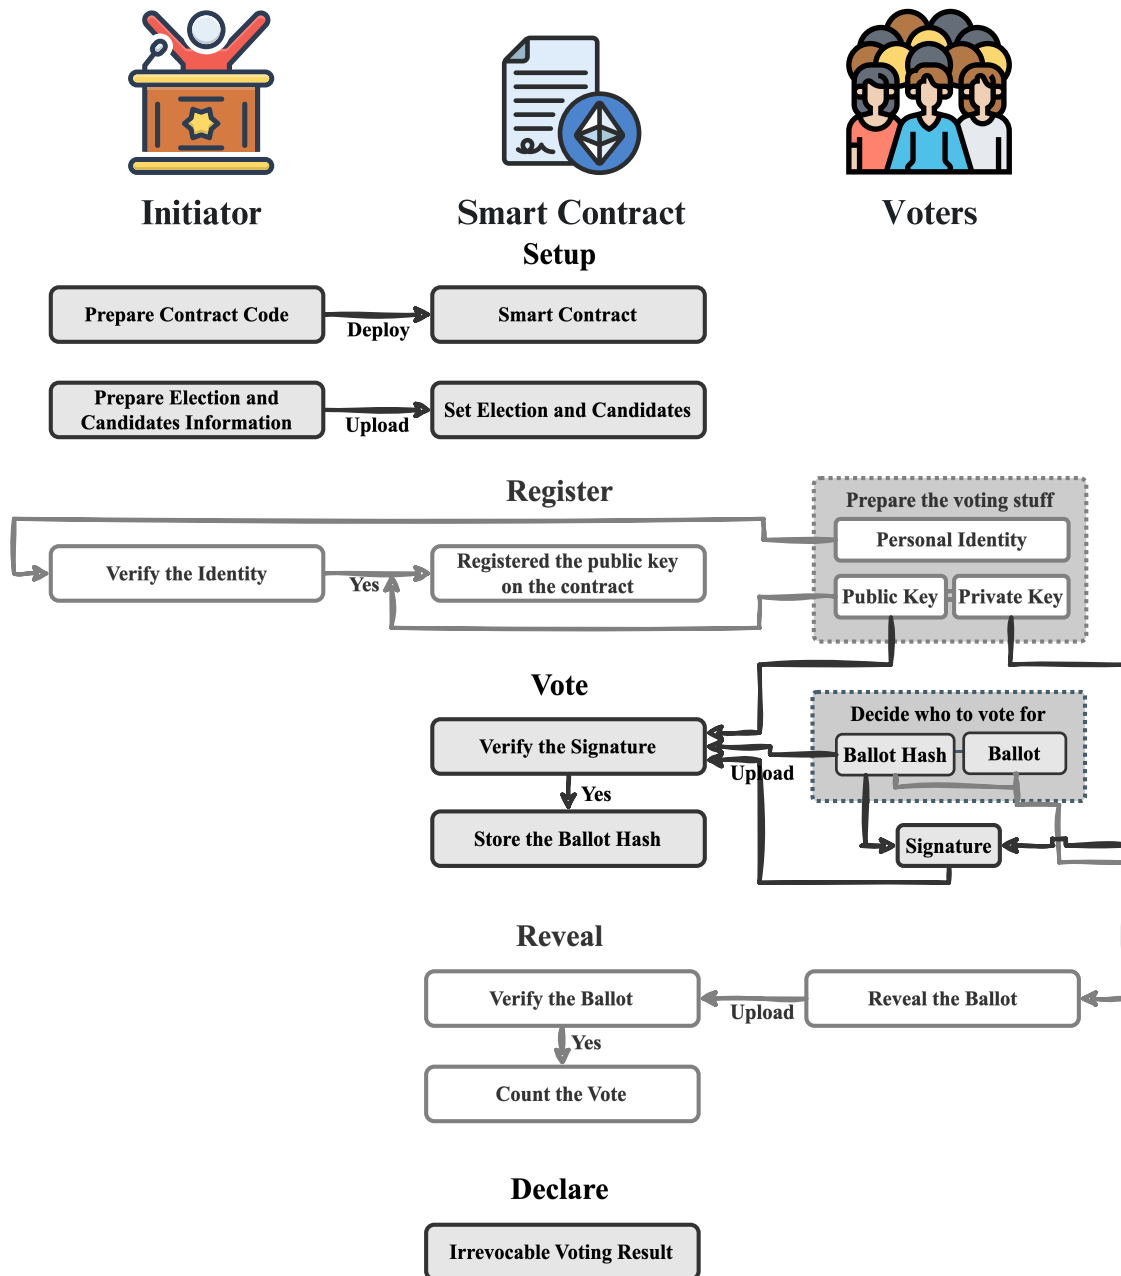 Initiator
Smart Contract
Voters
Setup
Prepare Contract Code
Deploy
Smart Contract
Prepare Election and
Candidates Information
Upload
Set Election and Candidates
Register
Prepare the voting stuff
Personal Identity
Verify the Identity
Yes
Registered the public key
on the contract
Public Key
Private Key
Vote
Decide who to vote for
Verify the Signature
Upload
Ballot Hash
Ballot
Yes
Store the Ballot Hash
Signature
Reveal
Verify the Ballot
Upload
Reveal the Ballot
Yes
Count the Vote
Declare
Irrevocable Voting Result